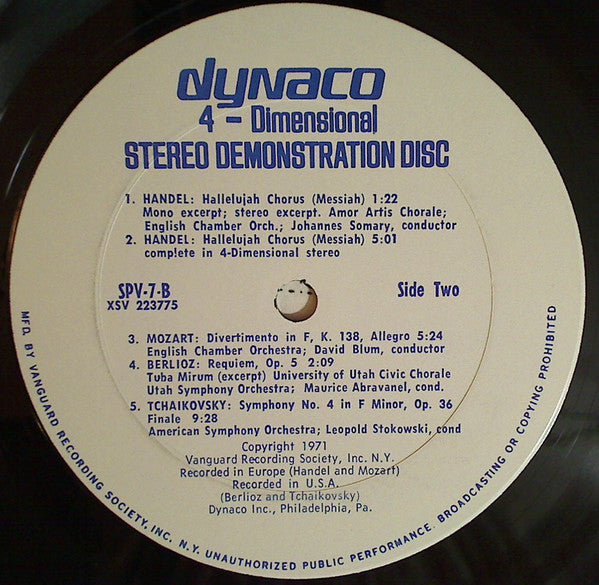 dynaco
4 - Dimensional
STEREO DEMONSTRATION DISC
1. HANDEL: Hallelujah Chorus (Messiah) 1:22
Mono excerpt; stereo excerpt. Amor Artis Chorale;
English Chamber Orch.; Johannes Somary, conductor
2. HANDEL: Hallelujah Chorus (Messiah) 5:01
complete in 4-Dimensional stereo
SPV-7-B
XSV 223775
Side Two
3. MOZART: Divertimento in F, K. 138, Allegro 5:24
English Chamber Orchestra; David Blum, conductor
4. BERLIOZ: Requiem, Op. 5 2:09
Tuba Mirum (excerpt) University of Utah Civic Chorale
Utah Symphony Orchestra; Maurice Abravanel, cond.
5. TCHAIKOVSKY: Symphony No. 4 in F Minor, Op. 36
Finale 9:28
American Symphony Orchestra; Leopold Stokowski, cond
Copyright 1971
Vanguard Recording Society, Inc. N.Y.
Recorded in Europe (Handel and Mozart)
Recorded in U.S.A.
(Berlioz and Tchaikovsky)
Dynaco Inc., Philadelphia, Pa.
MFD. BY VANGUARD RECORDING SOCIETY, INC. N.Y. UNAUTHORIZED PUBLIC PERFORMANCE, BROADCASTING OR COPYING PROHIBITED